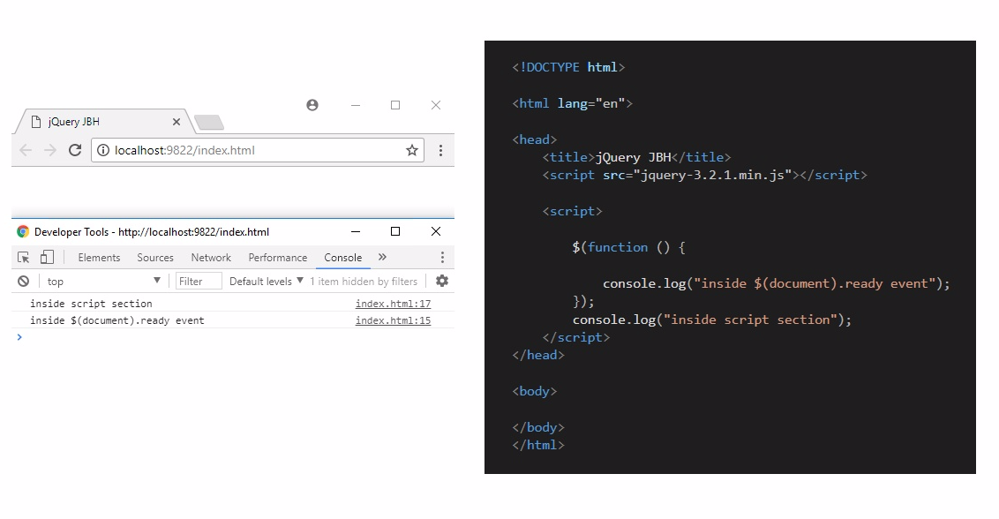 jQuery JBH
localhost:9822/index.html
Developer Tools - http://localhost:9822/index.html
Elements Sources Network Performance Console »
top Filter Default levels 1 item hidden by filters
inside script section index.html:17
inside $(document).ready event index.html:15
>
<!DOCTYPE html>
<html lang="en">
<head>
<title>jQuery JBH</title>
<script src="jquery-3.2.1.min.js"></script>
<script>
$(function () {
console.log("inside $(document).ready event");
});
console.log("inside script section");
</script>
</head>
<body>
</body>
</html>